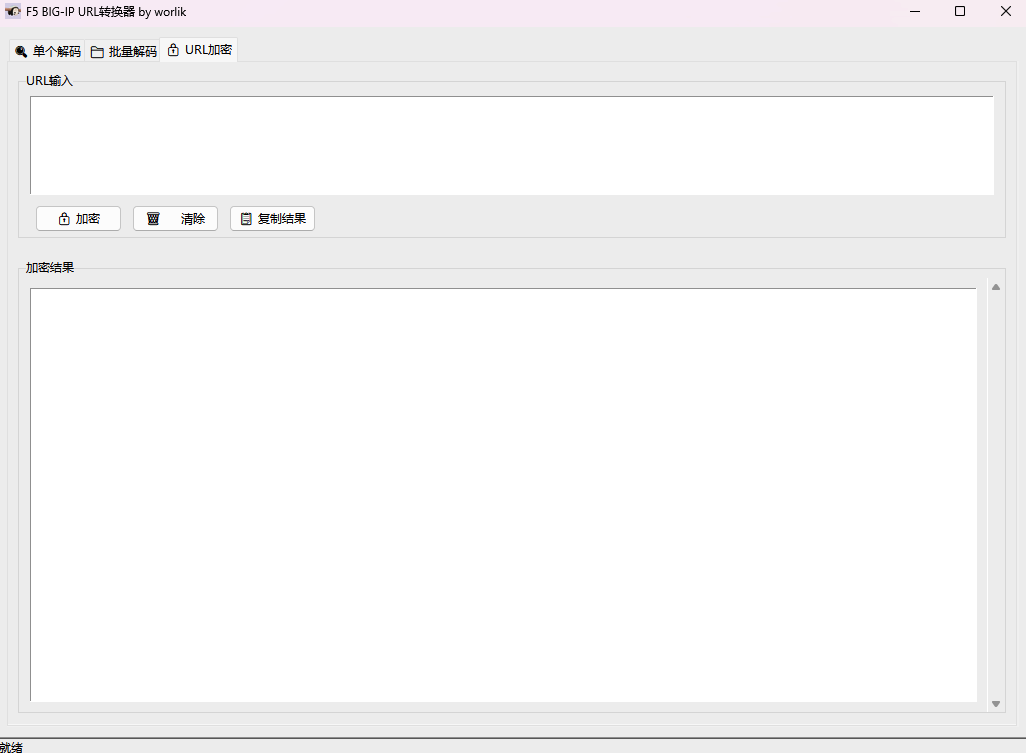 F5 BIG-IP URL转换器 by worlik
单个解码 批量解码 URL加密
URL输入
加密 清除 复制结果
加密结果
就绪